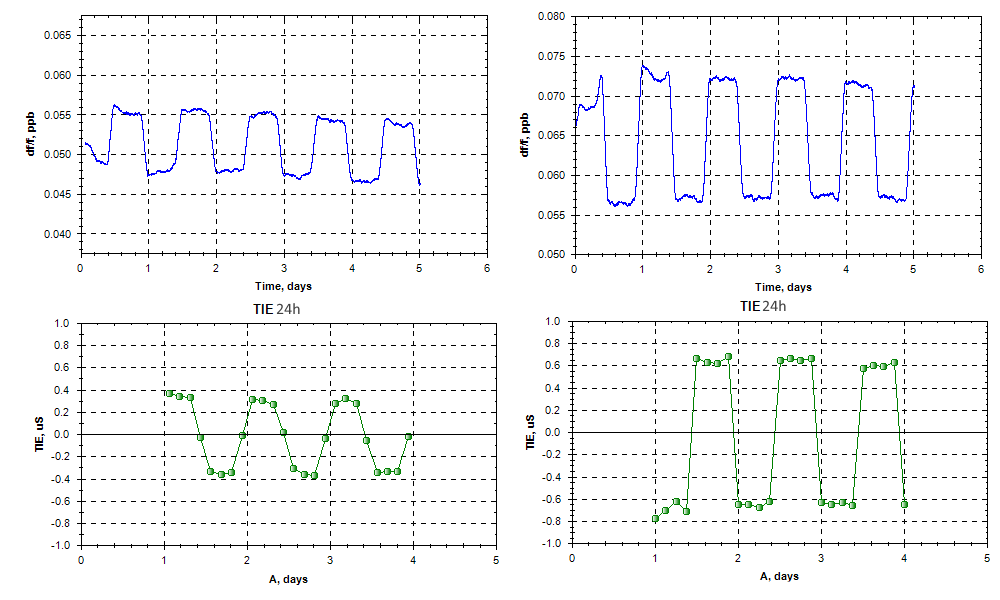 0.065
0.060
0.055
0.050
0.045
0.040
df/f, ppb
0 1 2 3 4 5 6
Time, days
0.080
0.075
0.070
0.065
0.060
0.055
0.050
df/f, ppb
0 1 2 3 4 5 6
Time, days
TIE 24h
1.0
0.8
0.6
0.4
0.2
0.0
-0.2
-0.4
-0.6
-0.8
-1.0
TIE, uS
0 1 2 3 4 5
A, days
TIE 24h
1.0
0.8
0.6
0.4
0.2
0.0
-0.2
-0.4
-0.6
-0.8
-1.0
TIE, uS
0 1 2 3 4 5
A, days